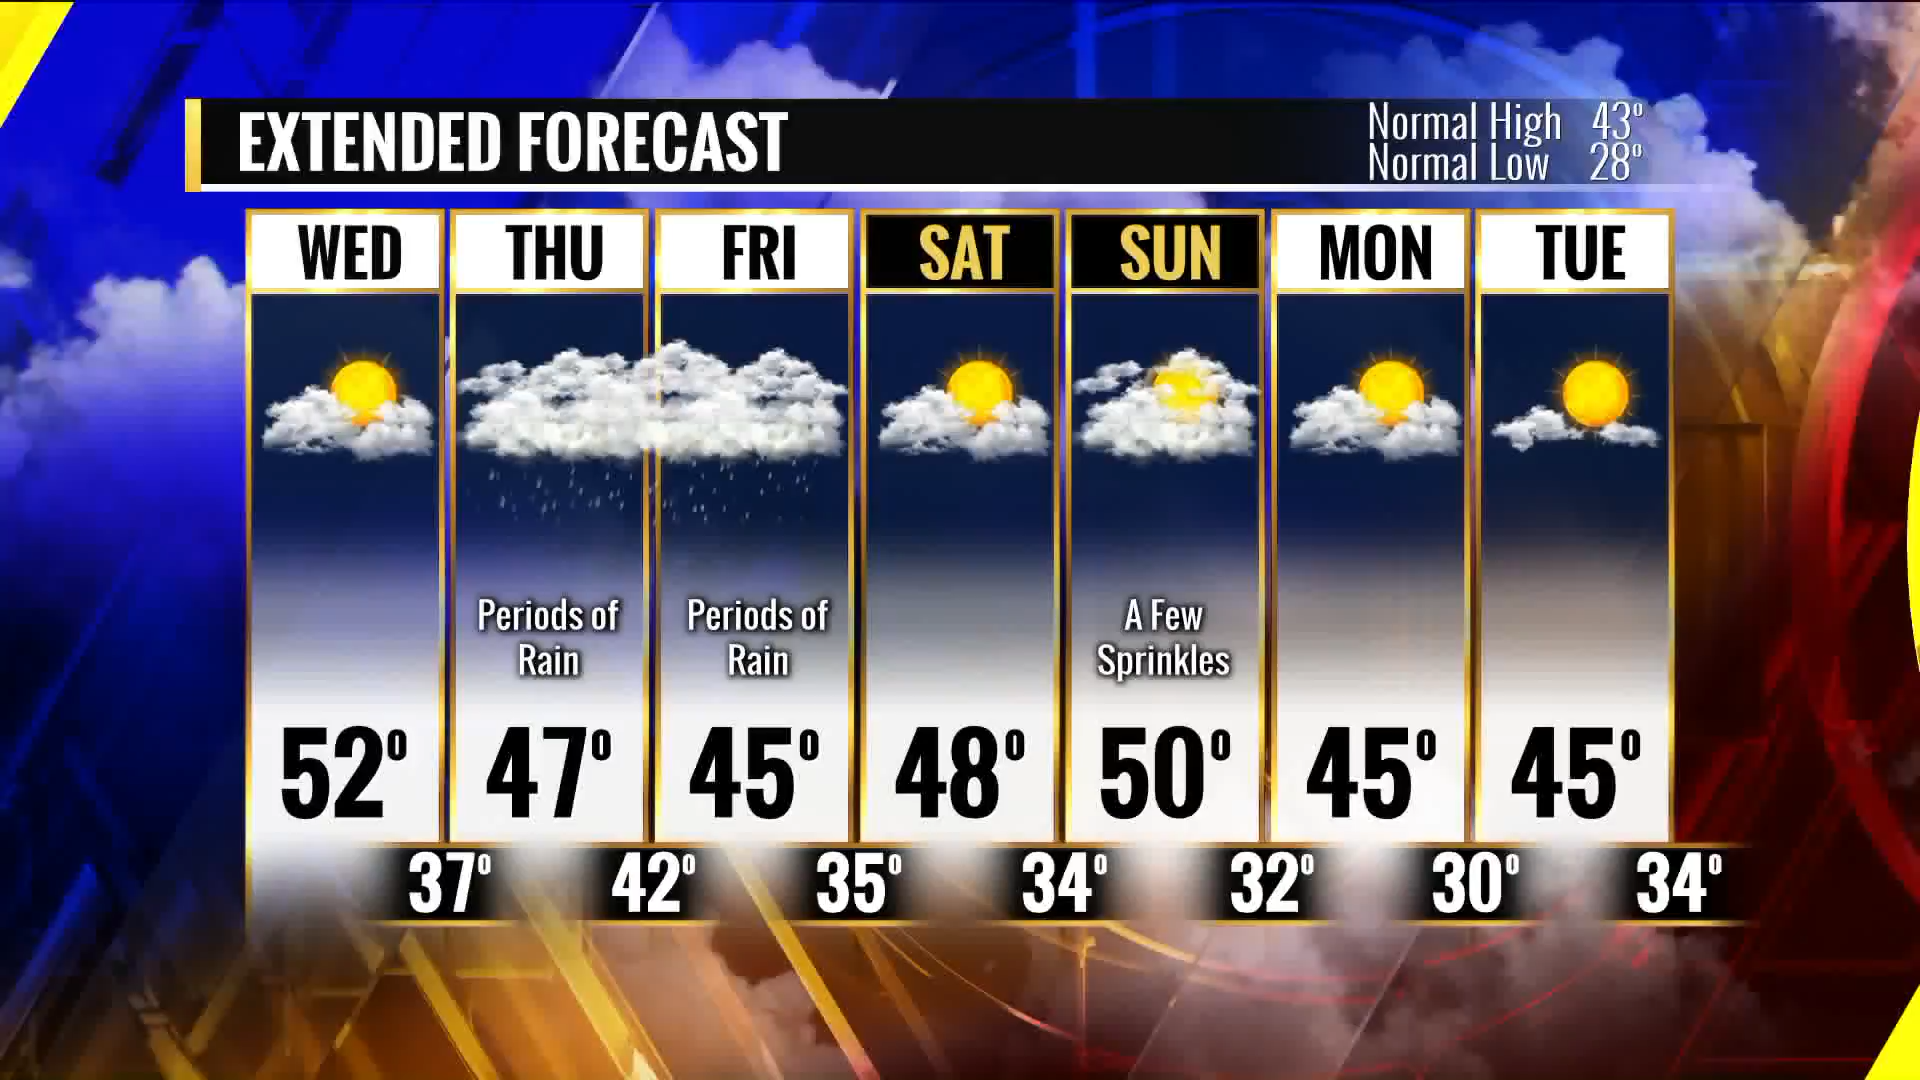 EXTENDED FORECAST
Normal High 43°
Normal Low 28°
WED THU FRI SAT SUN MON TUE
Periods of Rain
Periods of Rain
A Few Sprinkles
52° 47° 45° 48° 50° 45° 45°
37° 42° 35° 34° 32° 30° 34°